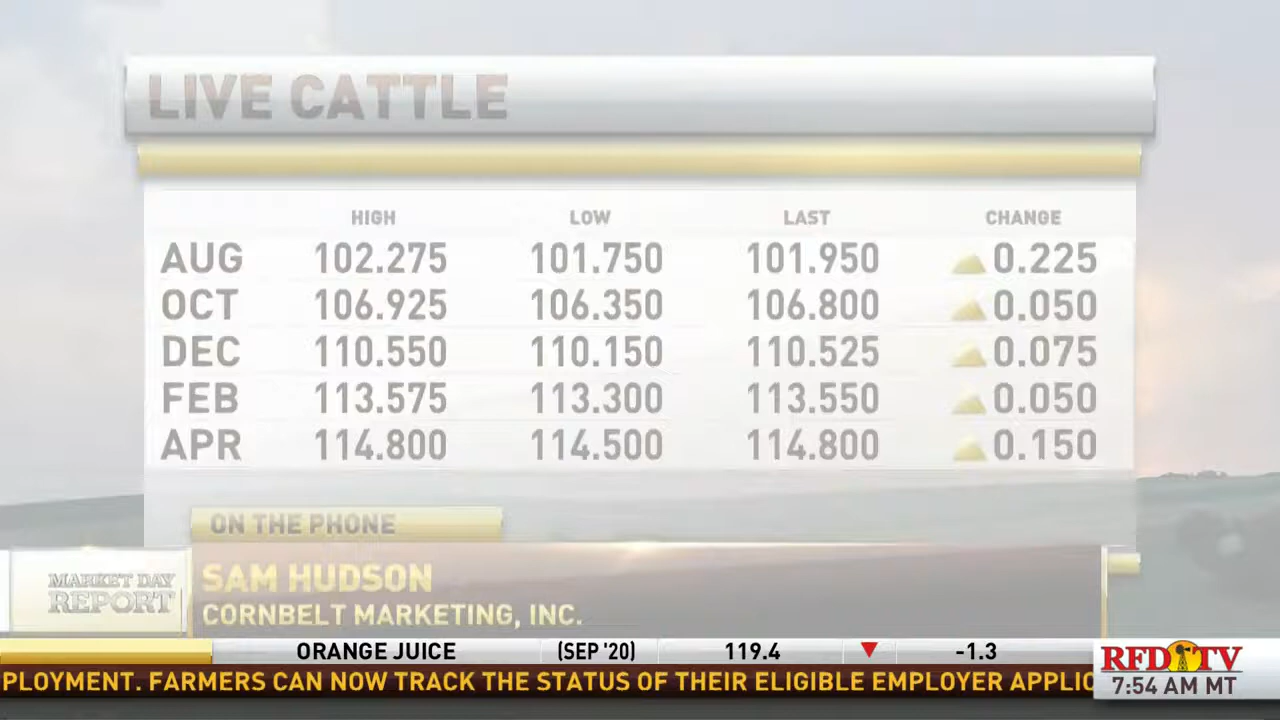 LIVE CATTLE
HIGH LOW LAST CHANGE
AUG 102.275 101.750 101.950 0.225
OCT 106.925 106.350 106.800 0.050
DEC 110.550 110.150 110.525 0.075
FEB 113.575 113.300 113.550 0.050
APR 114.800 114.500 114.800 0.150
ON THE PHONE
MARKET DAY
REPORT
SAM HUDSON
CORNBELT MARKETING, INC.
ORANGE JUICE (SEP '20) 119.4 -1.3
RFD TV
PLOYMENT. FARMERS CAN NOW TRACK THE STATUS OF THEIR ELIGIBLE EMPLOYER APPLIC
7:54 AM MT